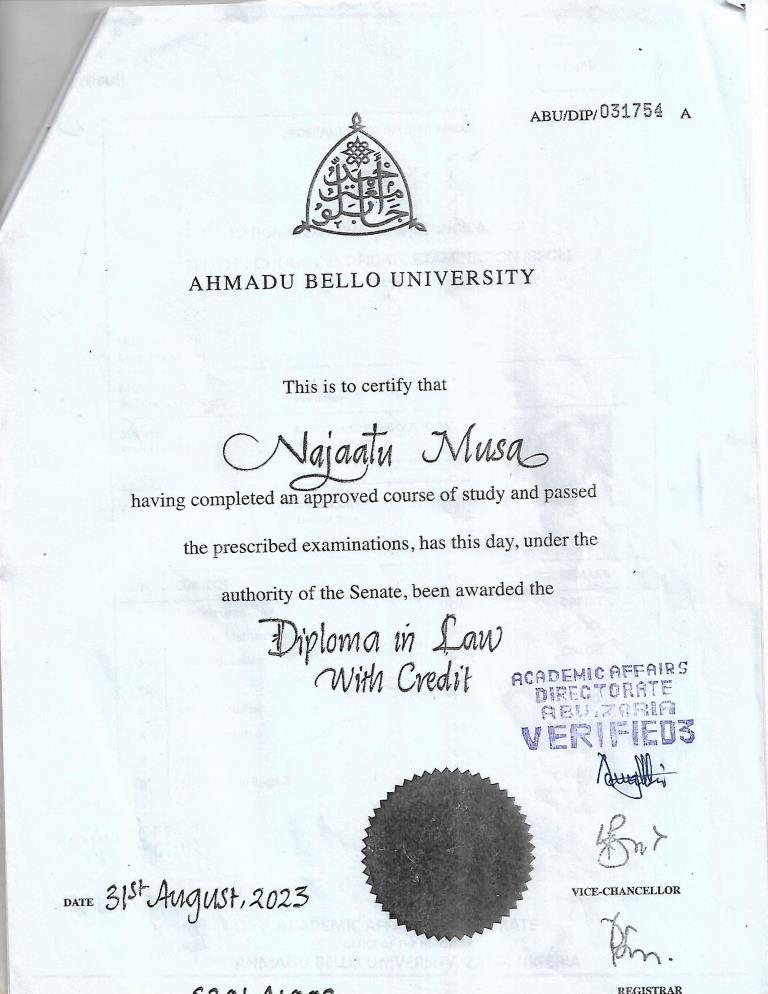 ABU/DIP/031754 A
AHMADU BELLO UNIVERSITY
This is to certify that
Najaatu Musa
having completed an approved course of study and passed
the prescribed examinations, has this day, under the
authority of the Senate, been awarded the
Diploma in Law
With Credit
ACADEMIC AFFAIRS
DIRECTORATE
ABU. ZARIA
VERIFIED3
VICE-CHANCELLOR
DATE 31st August, 2023
REGISTRAR